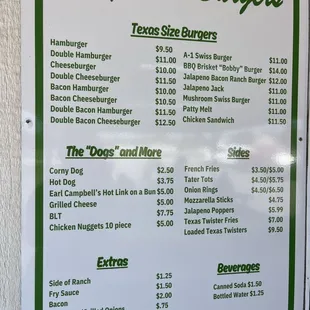 Burgers
Texas Size Burgers
Hamburger $9.50
Double Hamburger $11.00
Cheeseburger $10.00
Double Cheeseburger $11.50
Bacon Hamburger $10.00
Bacon Cheeseburger $10.50
Double Bacon Hamburger $11.50
Double Bacon Cheeseburger $12.50
A-1 Swiss Burger $11.00
BBQ Brisket "Bobby" Burger $14.00
Jalapeno Bacon Ranch Burger $12.00
Jalapeno Jack $11.00
Mushroom Swiss Burger $11.00
Patty Melt $11.00
Chicken Sandwich $11.50
The "Dogs" and More
Corny Dog $2.50
Hot Dog $3.75
Earl Campbell's Hot Link on a Bun $5.00
Grilled Cheese $5.00
BLT $7.75
Chicken Nuggets 10 piece $5.00
Sides
French Fries $3.50/$5.00
Tater Tots $4.50/$5.75
Onion Rings $4.50/$6.50
Mozzarella Sticks $4.75
Jalapeno Poppers $5.99
Texas Twister Fries $7.00
Loaded Texas Twisters $9.50
Extras
Side of Ranch $1.25
Fry Sauce $1.50
Bacon $2.00
Onions $.75
Beverages
Canned Soda $1.50
Bottled Water $1.25